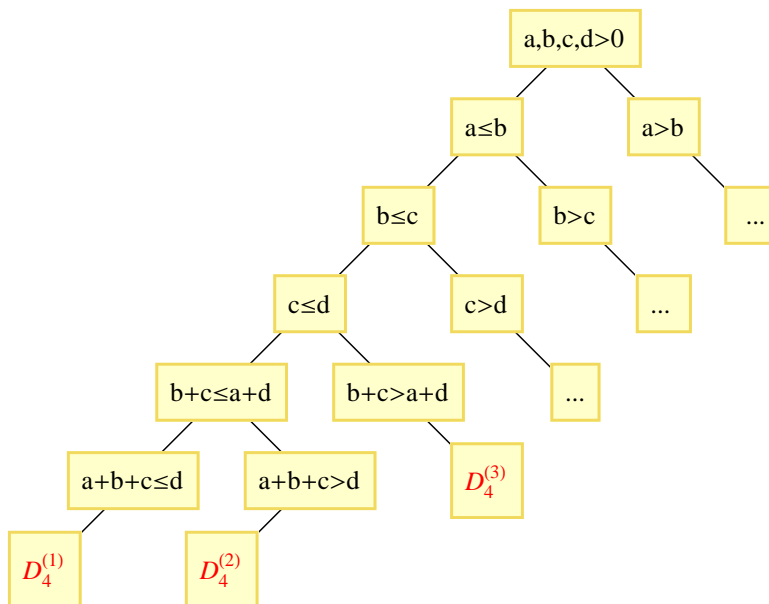 a,b,c,d>0
a≤b a>b
b≤c b>c ...
c≤d c>d ...
b+c≤a+d b+c>a+d ...
a+b+c≤d a+b+c>d D₄⁽³⁾
D₄⁽¹⁾ D₄⁽²⁾